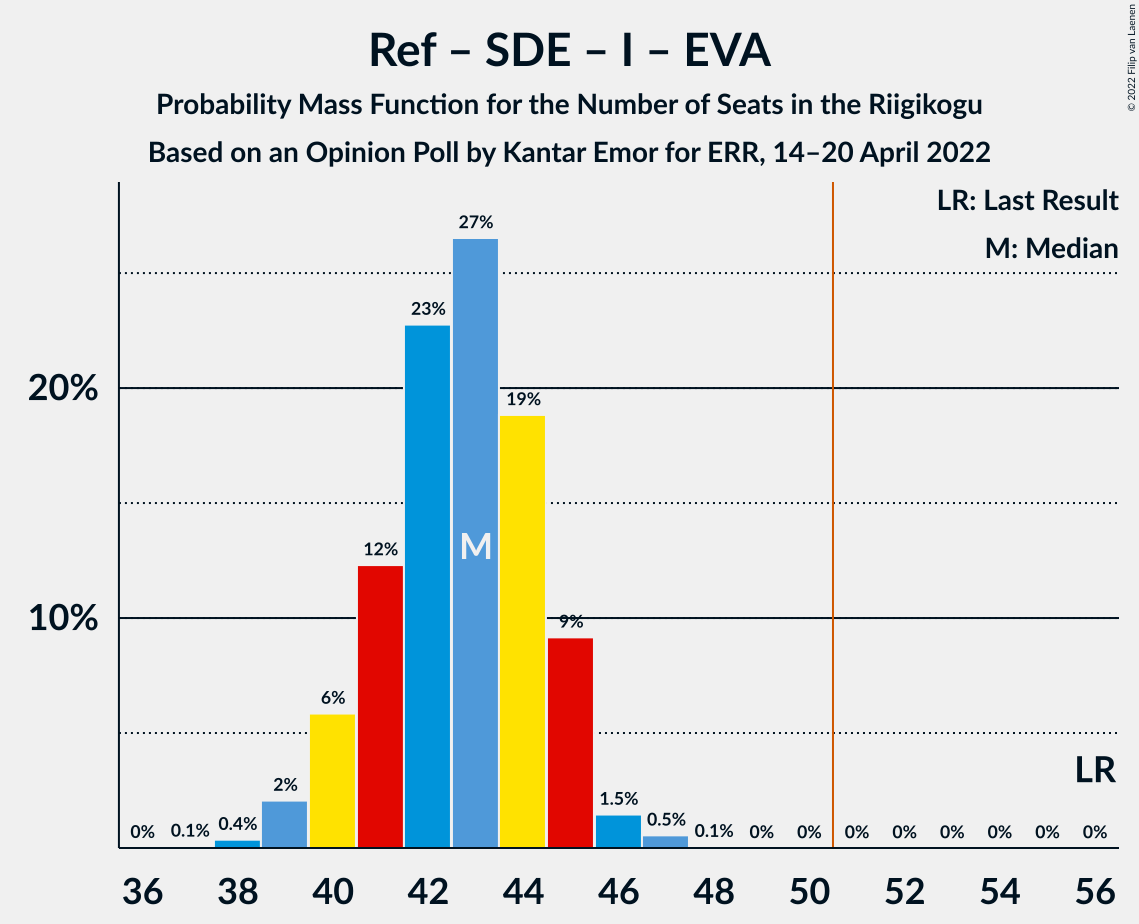 Ref – SDE – I – EVA
Probability Mass Function for the Number of Seats in the Riigikogu
Based on an Opinion Poll by Kantar Emor for ERR, 14–20 April 2022
© 2022 Filip van Laenen
LR: Last Result
M: Median
20%
10%
0% 0.1% 0.4% 2% 6% 12% 23% 27% 19% 9% 1.5% 0.5% 0.1% 0% 0% 0% 0% 0% 0% 0% 0%
M
LR
36 38 40 42 44 46 48 50 52 54 56